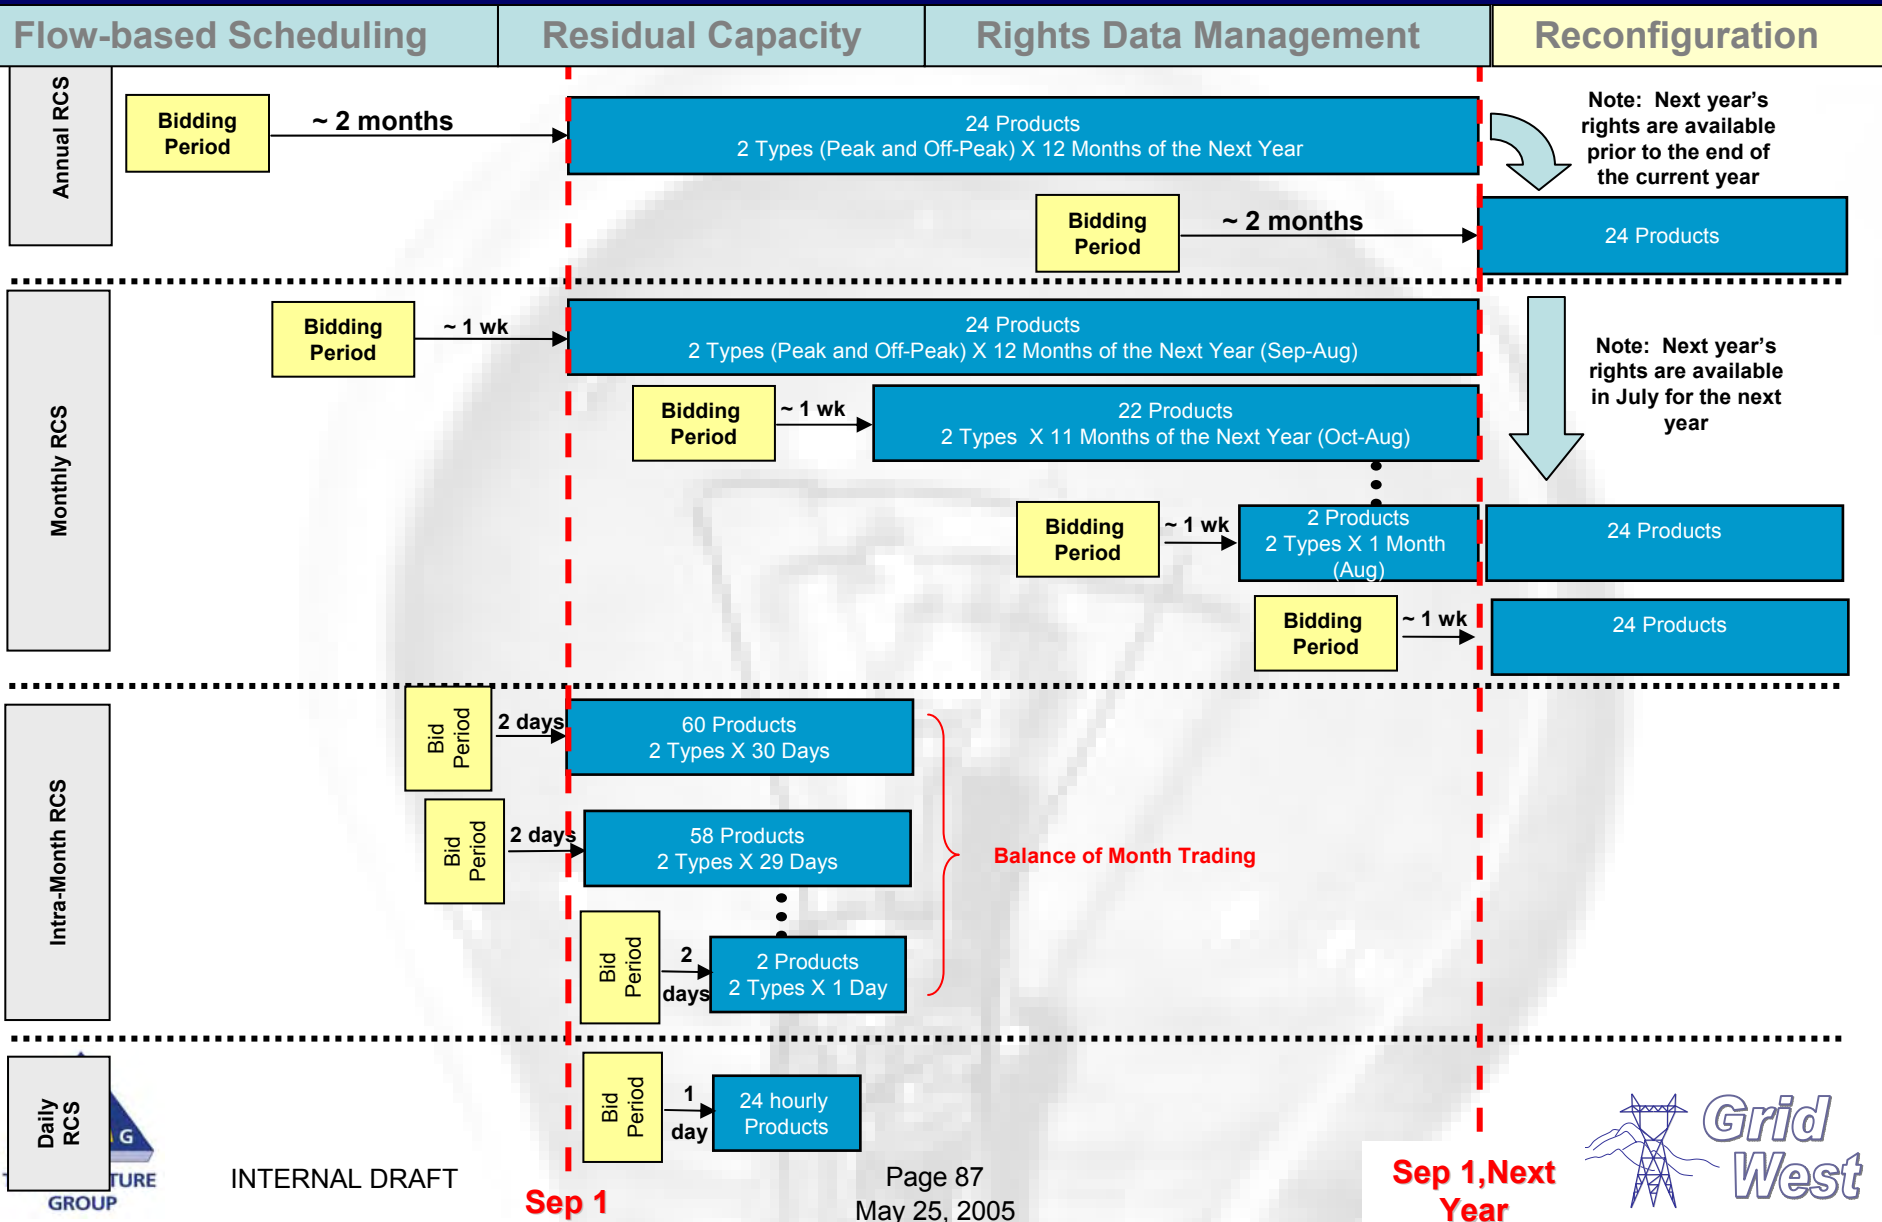 Flow-based Scheduling
Residual Capacity
Rights Data Management
Reconfiguration
Annual RCS
Bidding
Period
~ 2 months
24 Products
2 Types (Peak and Off-Peak) X 12 Months of the Next Year
Note: Next year's
rights are available
prior to the end of
the current year
Bidding
Period
~ 2 months
24 Products
Monthly RCS
Bidding
Period
~ 1 wk
24 Products
2 Types (Peak and Off-Peak) X 12 Months of the Next Year (Sep-Aug)
Note: Next year's
rights are available
in July for the next
year
Bidding
Period
~ 1 wk
22 Products
2 Types X 11 Months of the Next Year (Oct-Aug)
Bidding
Period
~ 1 wk
2 Products
2 Types X 1 Month
(Aug)
24 Products
Bidding
Period
~ 1 wk
24 Products
Intra-Month RCS
Bid
Period
2 days
60 Products
2 Types X 30 Days
Bid
Period
2 days
58 Products
2 Types X 29 Days
Balance of Month Trading
Bid
Period
2
days
2 Products
2 Types X 1 Day
Daily
RCS
Bid
Period
1
day
24 hourly
Products
G
T
TURE
GROUP
INTERNAL DRAFT
Sep 1
Page 87
May 25, 2005
Sep 1,Next
Year
Grid
West